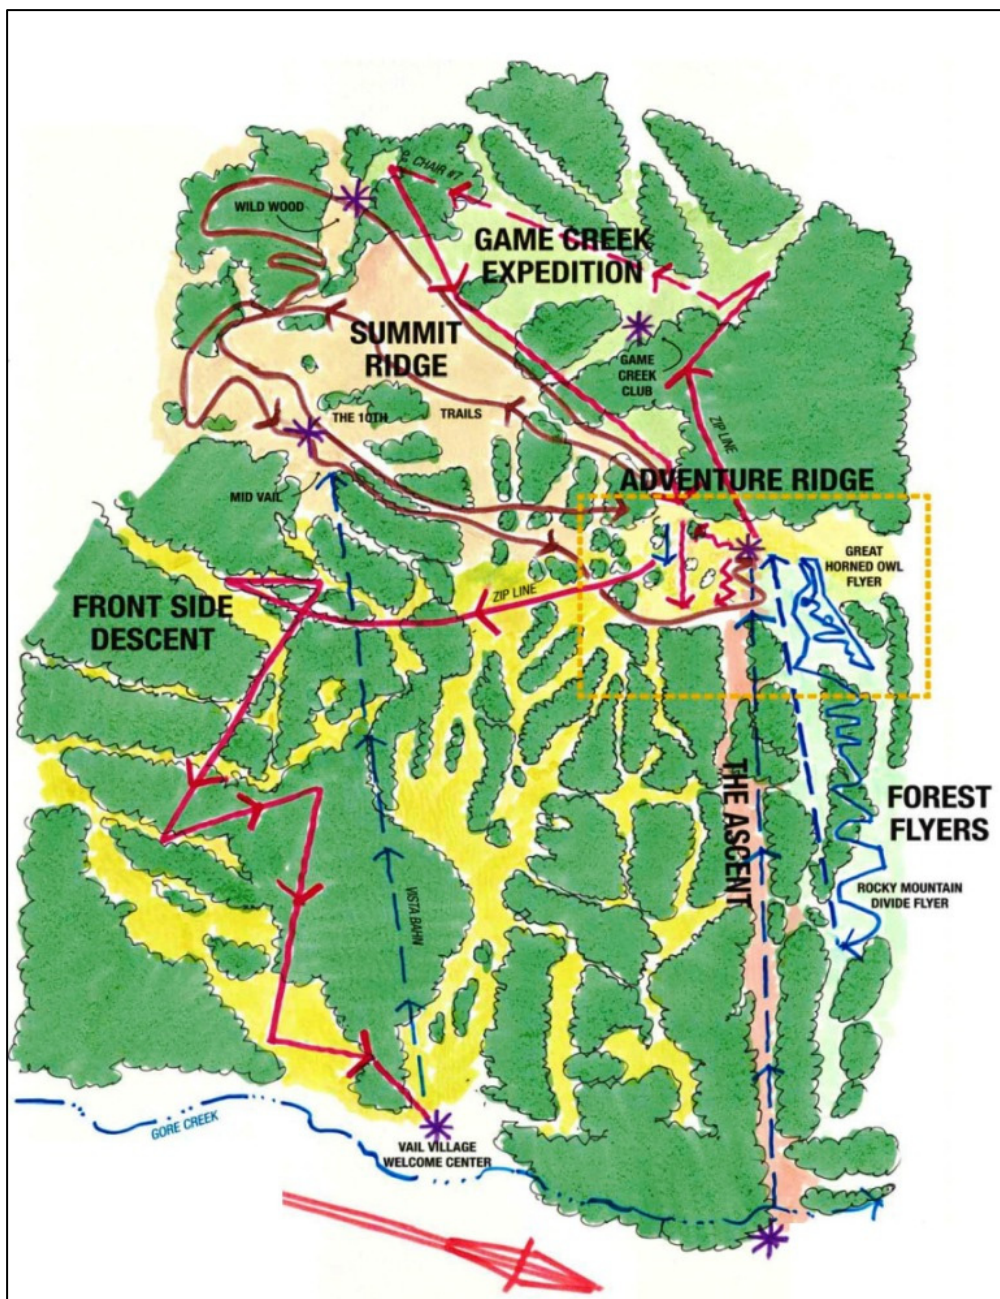 CHAIR #7
WILD WOOD
GAME CREEK
EXPEDITION
SUMMIT
RIDGE
GAME
CREEK
CLUB
THE 10TH
TRAILS
ZIP LINE
MID VAIL
ADVENTURE RIDGE
GREAT
HORNED OWL
FLYER
ZIP LINE
FRONT SIDE
DESCENT
THE ASCENT
FOREST
FLYERS
ROCKY MOUNTAIN
DIVIDE FLYER
VISTA BAHN
GORE CREEK
VAIL VILLAGE
WELCOME CENTER